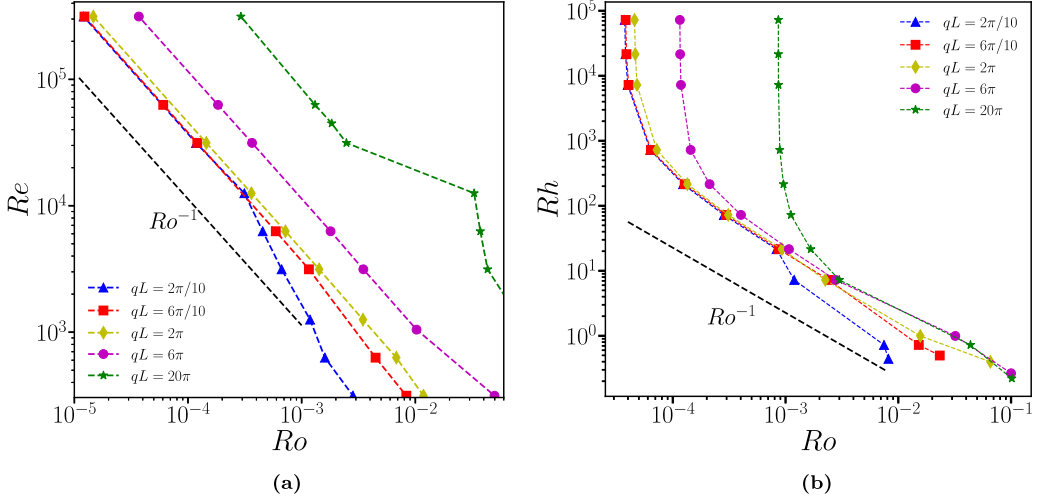 10^5
10^4
10^3
Re
10^{-5}
10^{-4}
10^{-3}
10^{-2}
Ro
Ro^{-1}
qL = 2π/10
qL = 6π/10
qL = 2π
qL = 6π
qL = 20π
(a)
10^5
10^4
10^3
10^2
10^1
10^0
Rh
10^{-4}
10^{-3}
10^{-2}
10^{-1}
Ro
Ro^{-1}
qL = 2π/10
qL = 6π/10
qL = 2π
qL = 6π
qL = 20π
(b)